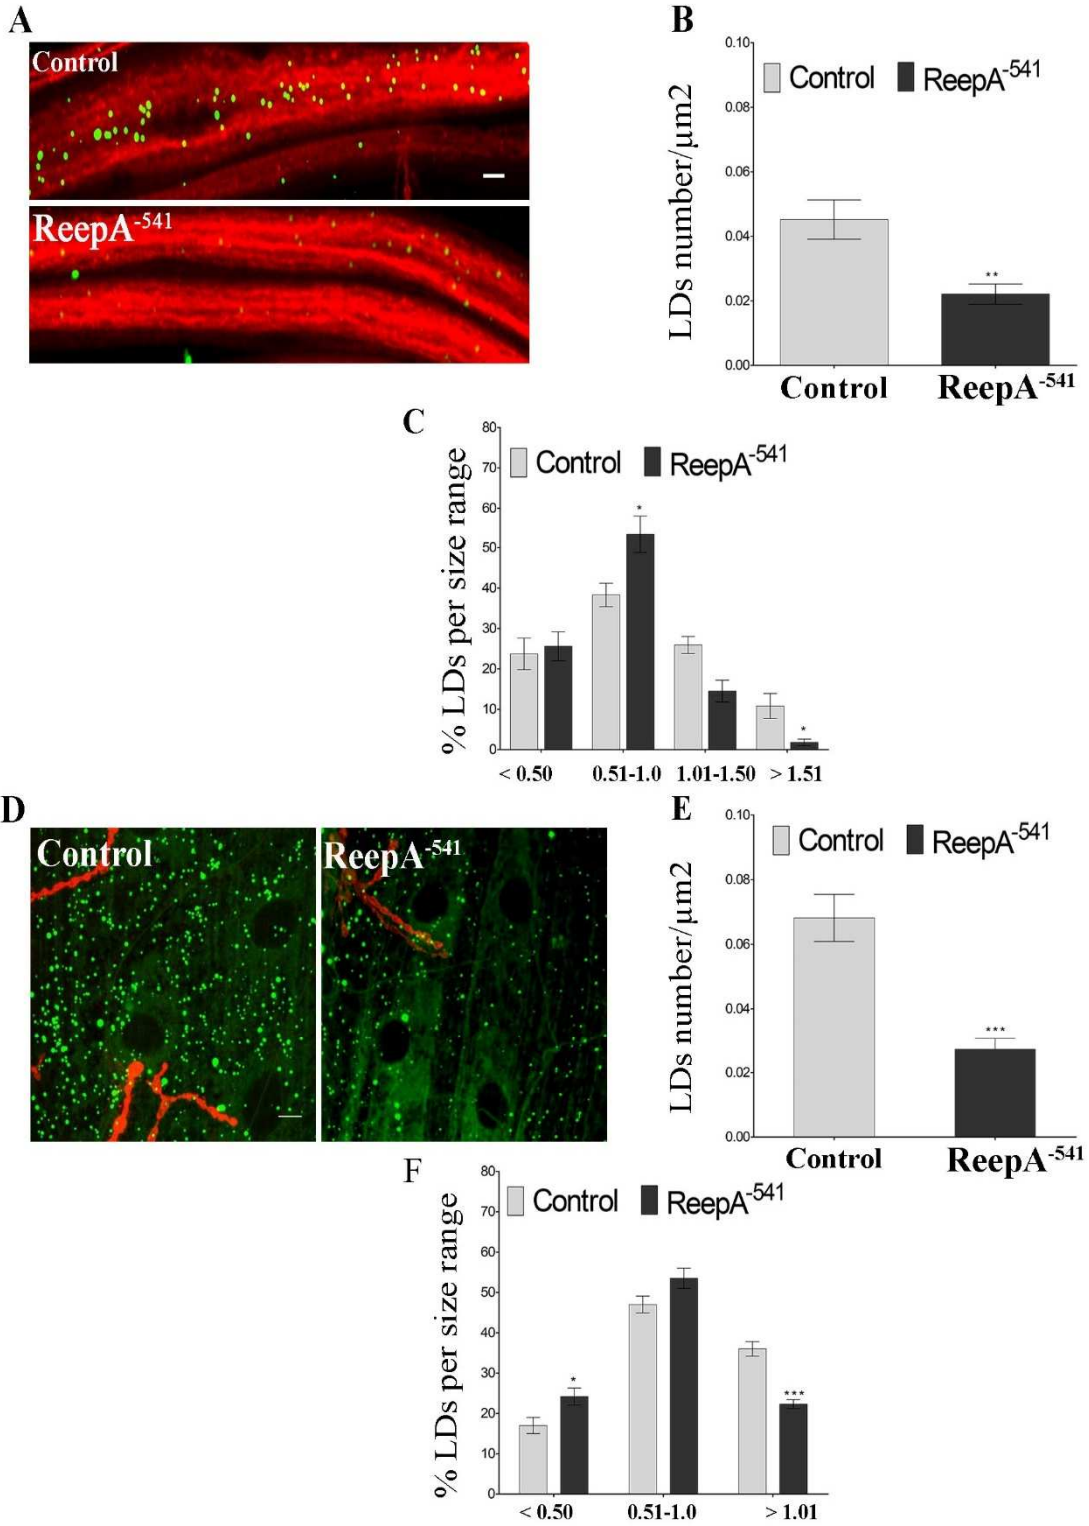 A
Control
ReepA-541
B
LDs number/µm2
0.10
0.08
0.06
0.04
0.02
0.00
Control ReepA-541
**
Control ReepA-541
C
% LDs per size range
80
70
60
50
40
30
20
10
0
Control ReepA-541
*
*
< 0.50 0.51-1.0 1.01-1.50 > 1.51
D
Control
ReepA-541
E
LDs number/µm2
0.10
0.08
0.06
0.04
0.02
0.00
Control ReepA-541
***
Control ReepA-541
F
% LDs per size range
80
70
60
50
40
30
20
10
0
Control ReepA-541
*
***
< 0.50 0.51-1.0 > 1.01